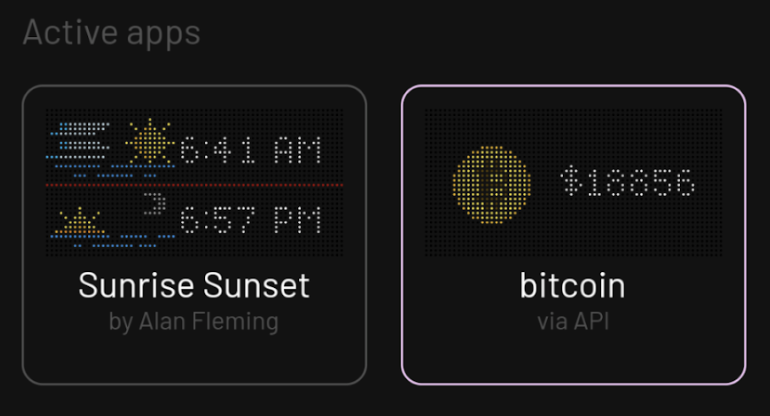 Active apps
6:41 AM
6:57 PM
Sunrise Sunset
by Alan Fleming
B
$18856
bitcoin
via API